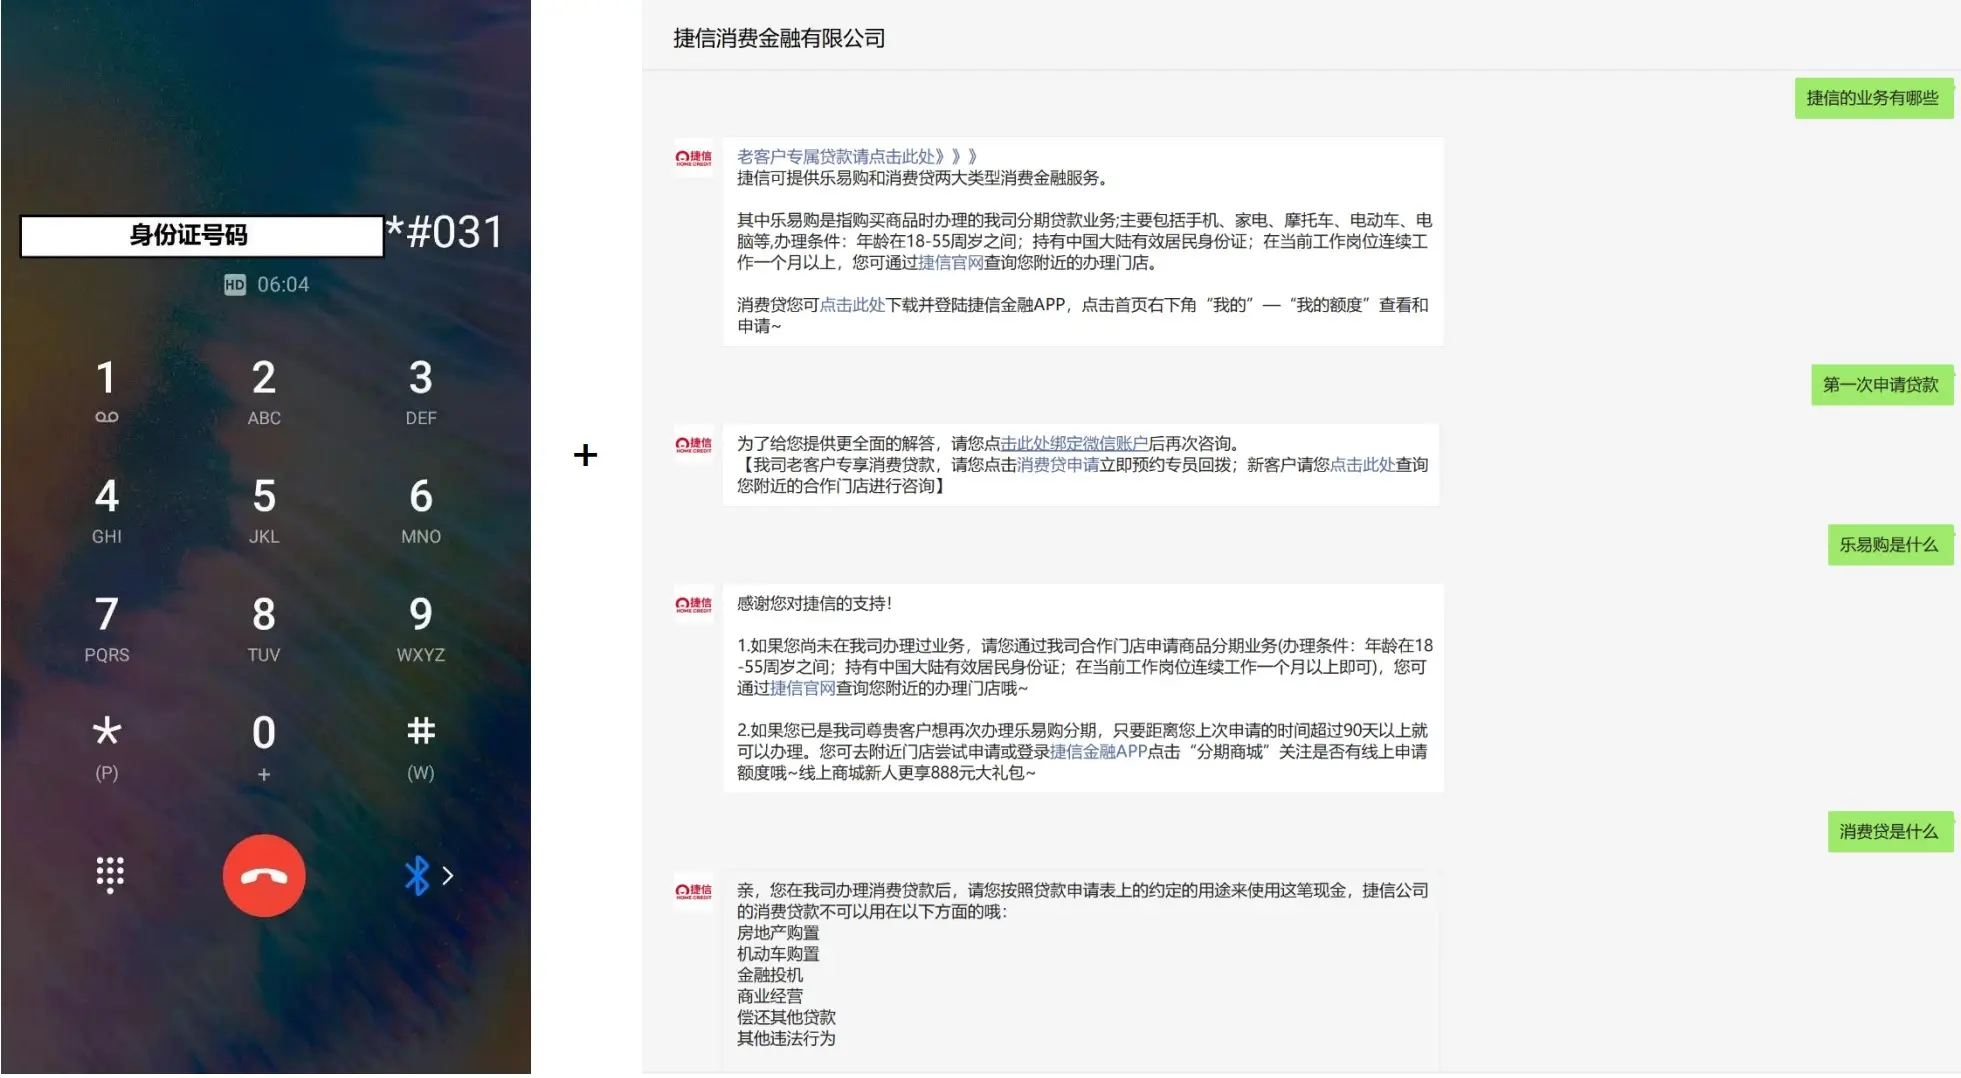 身份证号码*#031
HD 06:04
1 2 3
ABC DEF
4 5 6
GHI JKL MNO
7 8 9
PQRS TUV WXYZ
* 0 #
(P) + (W)
+
捷信消费金融有限公司
捷信的业务有哪些
捷信
HOME CREDIT
老客户专属贷款请点击此处》》》
捷信可提供乐易购和消费贷两大类型消费金融服务。
其中乐易购是指购买商品时办理的我司分期贷款业务;主要包括手机、家电、摩托车、电动车、电
脑等,办理条件：年龄在18-55周岁之间；持有中国大陆有效居民身份证；在当前工作岗位连续工
作一个月以上，您可通过捷信官网查询您附近的办理门店。
消费贷您可点击此处下载并登陆捷信金融APP，点击首页右下角“我的”—“我的额度”查看和
申请~
第一次申请贷款
捷信
HOME CREDIT
为了给您提供更全面的解答，请您点击此处绑定微信账户后再次咨询。
【我司老客户专享消费贷款，请您点击消费贷申请立即预约专员回拨；新客户请您点击此处查询
您附近的合作门店进行咨询】
乐易购是什么
捷信
HOME CREDIT
感谢您对捷信的支持！
1.如果您尚未在我司办理过业务，请您通过我司合作门店申请商品分期业务(办理条件：年龄在18
-55周岁之间；持有中国大陆有效居民身份证；在当前工作岗位连续工作一个月以上即可)，您可
通过捷信官网查询您附近的办理门店哦~
2.如果您已是我司尊贵客户想再次办理乐易购分期，只要距离您上次申请的时间超过90天以上就
可以办理。您可去附近门店尝试申请或登录捷信金融APP点击“分期商城”关注是否有线上申请
额度哦~线上商城新人更享888元大礼包~
消费贷是什么
捷信
HOME CREDIT
亲，您在我司办理消费贷款后，请您按照贷款申请表上的约定的用途来使用这笔现金，捷信公司
的消费贷款不可以用在以下方面的哦：
房地产购置
机动车购置
金融投机
商业经营
偿还其他贷款
其他违法行为